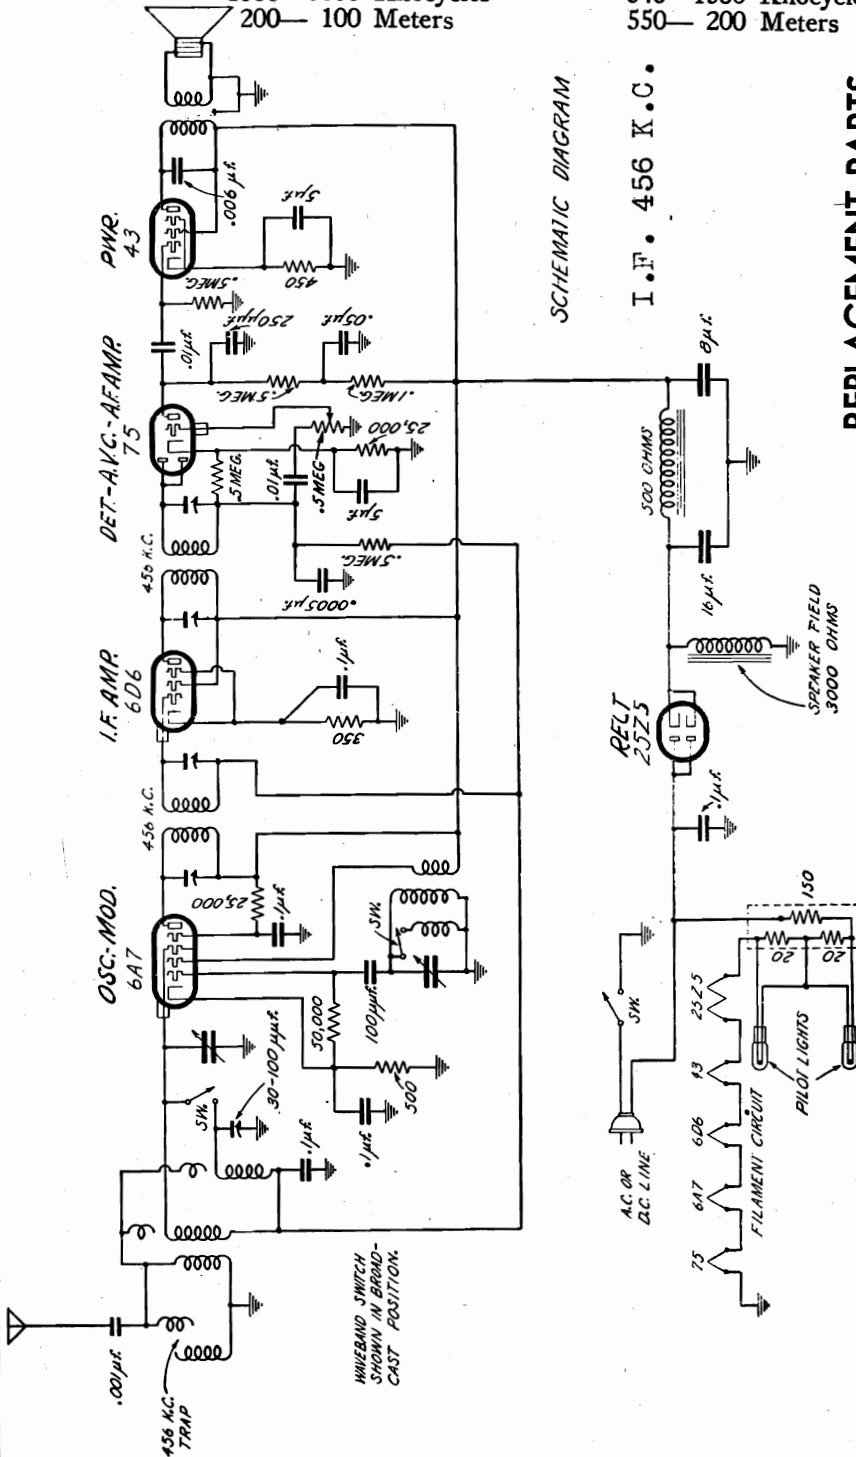 200— 100 Meters
550— 200 Meters
SCHEMATIC DIAGRAM
I.F. 456 K.C.
REPLACEMENT PARTS
PWR.
43
.006 µf.
5µf.
450
.5MEG.
.01µf.
250µµf.
.05µf.
.5MEG.
.1MEG.
DET.-A.V.C.-A.F.AMP.
75
.5MEG.
.01µf.
.5MEG
25,000
5µf.
.5MEG.
.0005µf.
456 K.C.
I.F. AMP.
6D6
.1µf.
350
456 K.C.
OSC.-MOD.
6A7
25,000
.1µf.
SW.
100µµf.
50,000
500
.1µf.
30-100µµf.
SW.
.1µf.
.001µf.
456 K.C.
TRAP
WAVEBAND SWITCH
SHOWN IN BROAD-
CAST POSITION.
500 OHMS
8µf.
16µf.
SPEAKER FIELD
3000 OHMS
RECT
25Z5
.1µf.
SW.
A.C. OR
D.C. LINE
150
20
20
25Z5
43
6D6
6A7
75
FILAMENT CIRCUIT
PILOT LIGHTS